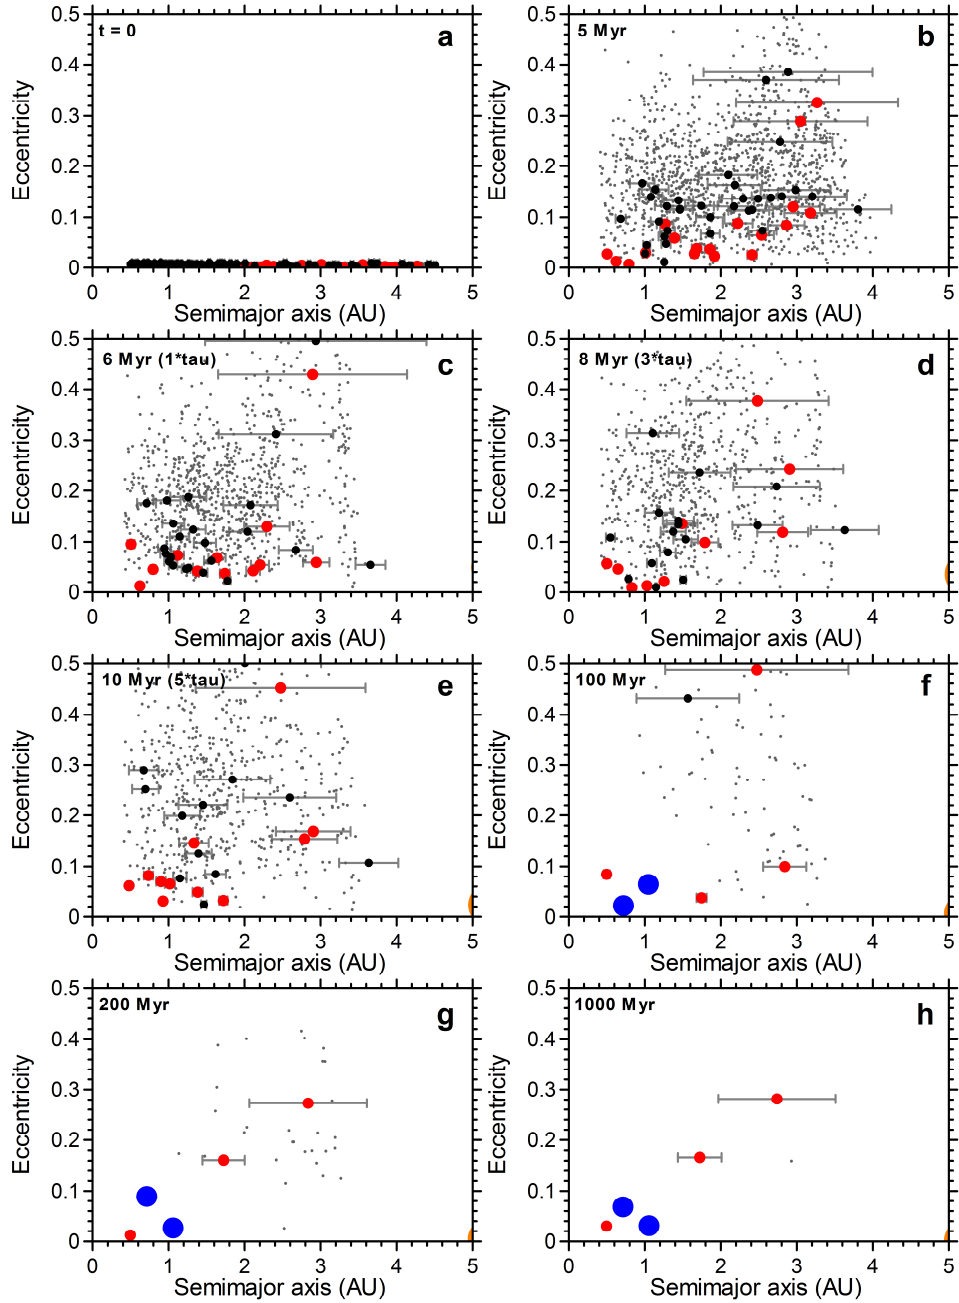 t = 0
a
0.5
0.4
0.3
0.2
0.1
0
Eccentricity
0 1 2 3 4 5
Semimajor axis (AU)
5 Myr
b
0.5
0.4
0.3
0.2
0.1
0
Eccentricity
0 1 2 3 4 5
Semimajor axis (AU)
6 Myr (1*tau)
c
0.5
0.4
0.3
0.2
0.1
0
Eccentricity
0 1 2 3 4 5
Semimajor axis (AU)
8 Myr (3*tau)
d
0.5
0.4
0.3
0.2
0.1
0
Eccentricity
0 1 2 3 4 5
Semimajor axis (AU)
10 Myr (5*tau)
e
0.5
0.4
0.3
0.2
0.1
0
Eccentricity
0 1 2 3 4 5
Semimajor axis (AU)
100 Myr
f
0.5
0.4
0.3
0.2
0.1
0
Eccentricity
0 1 2 3 4 5
Semimajor axis (AU)
200 Myr
g
0.5
0.4
0.3
0.2
0.1
0
Eccentricity
0 1 2 3 4 5
Semimajor axis (AU)
1000 Myr
h
0.5
0.4
0.3
0.2
0.1
0
Eccentricity
0 1 2 3 4 5
Semimajor axis (AU)